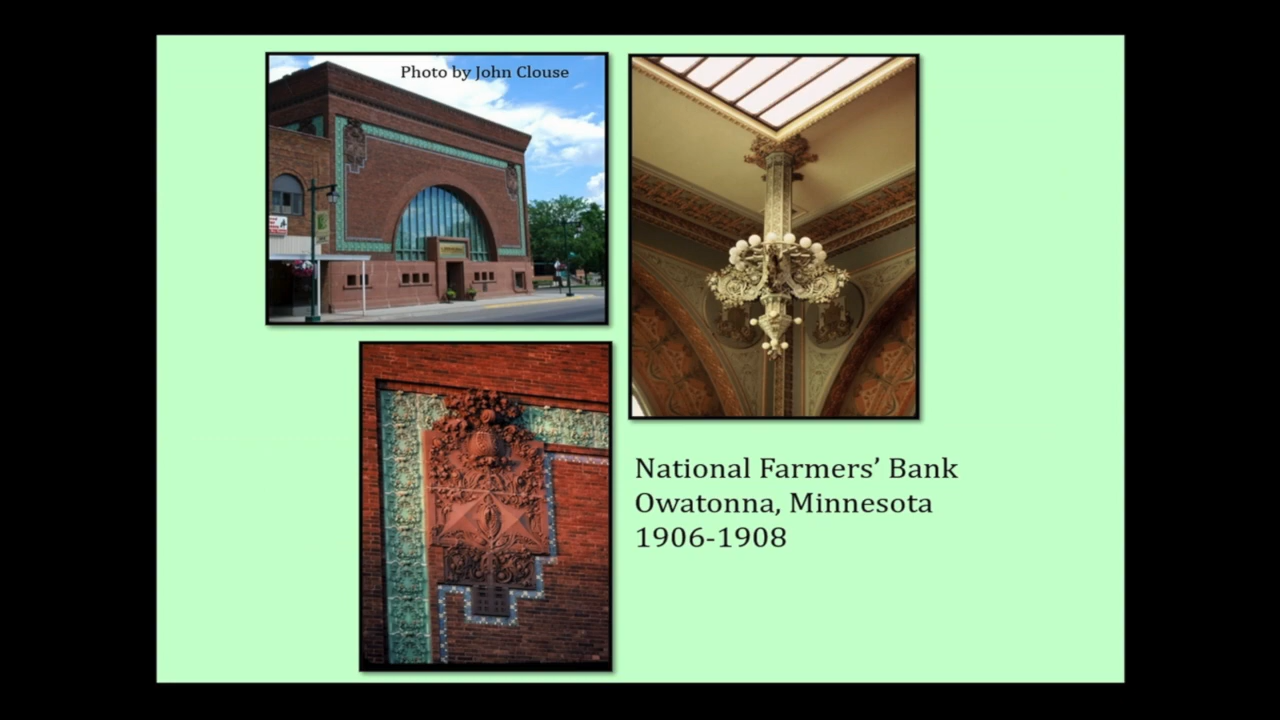 Photo by John Clouse
National Farmers’ Bank
Owatonna, Minnesota
1906-1908